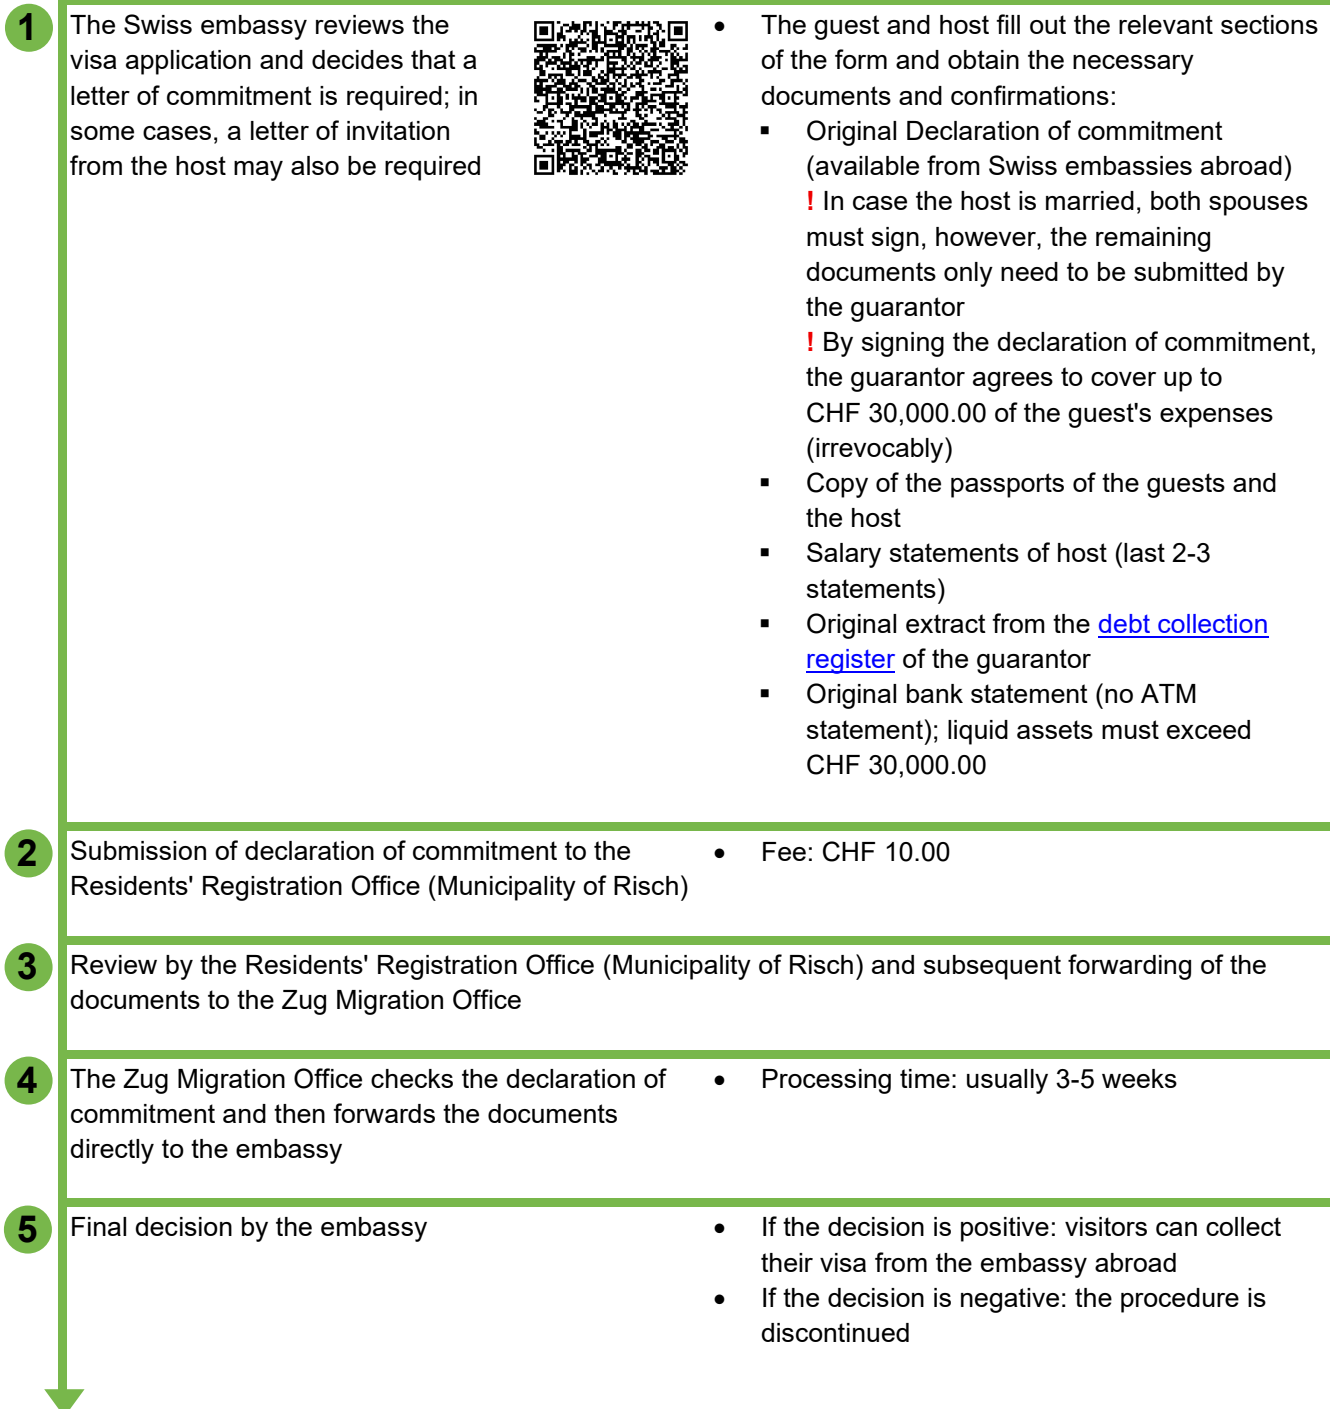 1
The Swiss embassy reviews the
visa application and decides that a
letter of commitment is required; in
some cases, a letter of invitation
from the host may also be required
• The guest and host fill out the relevant sections
of the form and obtain the necessary
documents and confirmations:
▪ Original Declaration of commitment
(available from Swiss embassies abroad)
! In case the host is married, both spouses
must sign, however, the remaining
documents only need to be submitted by
the guarantor
! By signing the declaration of commitment,
the guarantor agrees to cover up to
CHF 30,000.00 of the guest's expenses
(irrevocably)
▪ Copy of the passports of the guests and
the host
▪ Salary statements of host (last 2-3
statements)
▪ Original extract from the debt collection
register of the guarantor
▪ Original bank statement (no ATM
statement); liquid assets must exceed
CHF 30,000.00
2
Submission of declaration of commitment to the
Residents' Registration Office (Municipality of Risch)
• Fee: CHF 10.00
3
Review by the Residents' Registration Office (Municipality of Risch) and subsequent forwarding of the
documents to the Zug Migration Office
4
The Zug Migration Office checks the declaration of
commitment and then forwards the documents
directly to the embassy
• Processing time: usually 3-5 weeks
5
Final decision by the embassy
• If the decision is positive: visitors can collect
their visa from the embassy abroad
• If the decision is negative: the procedure is
discontinued